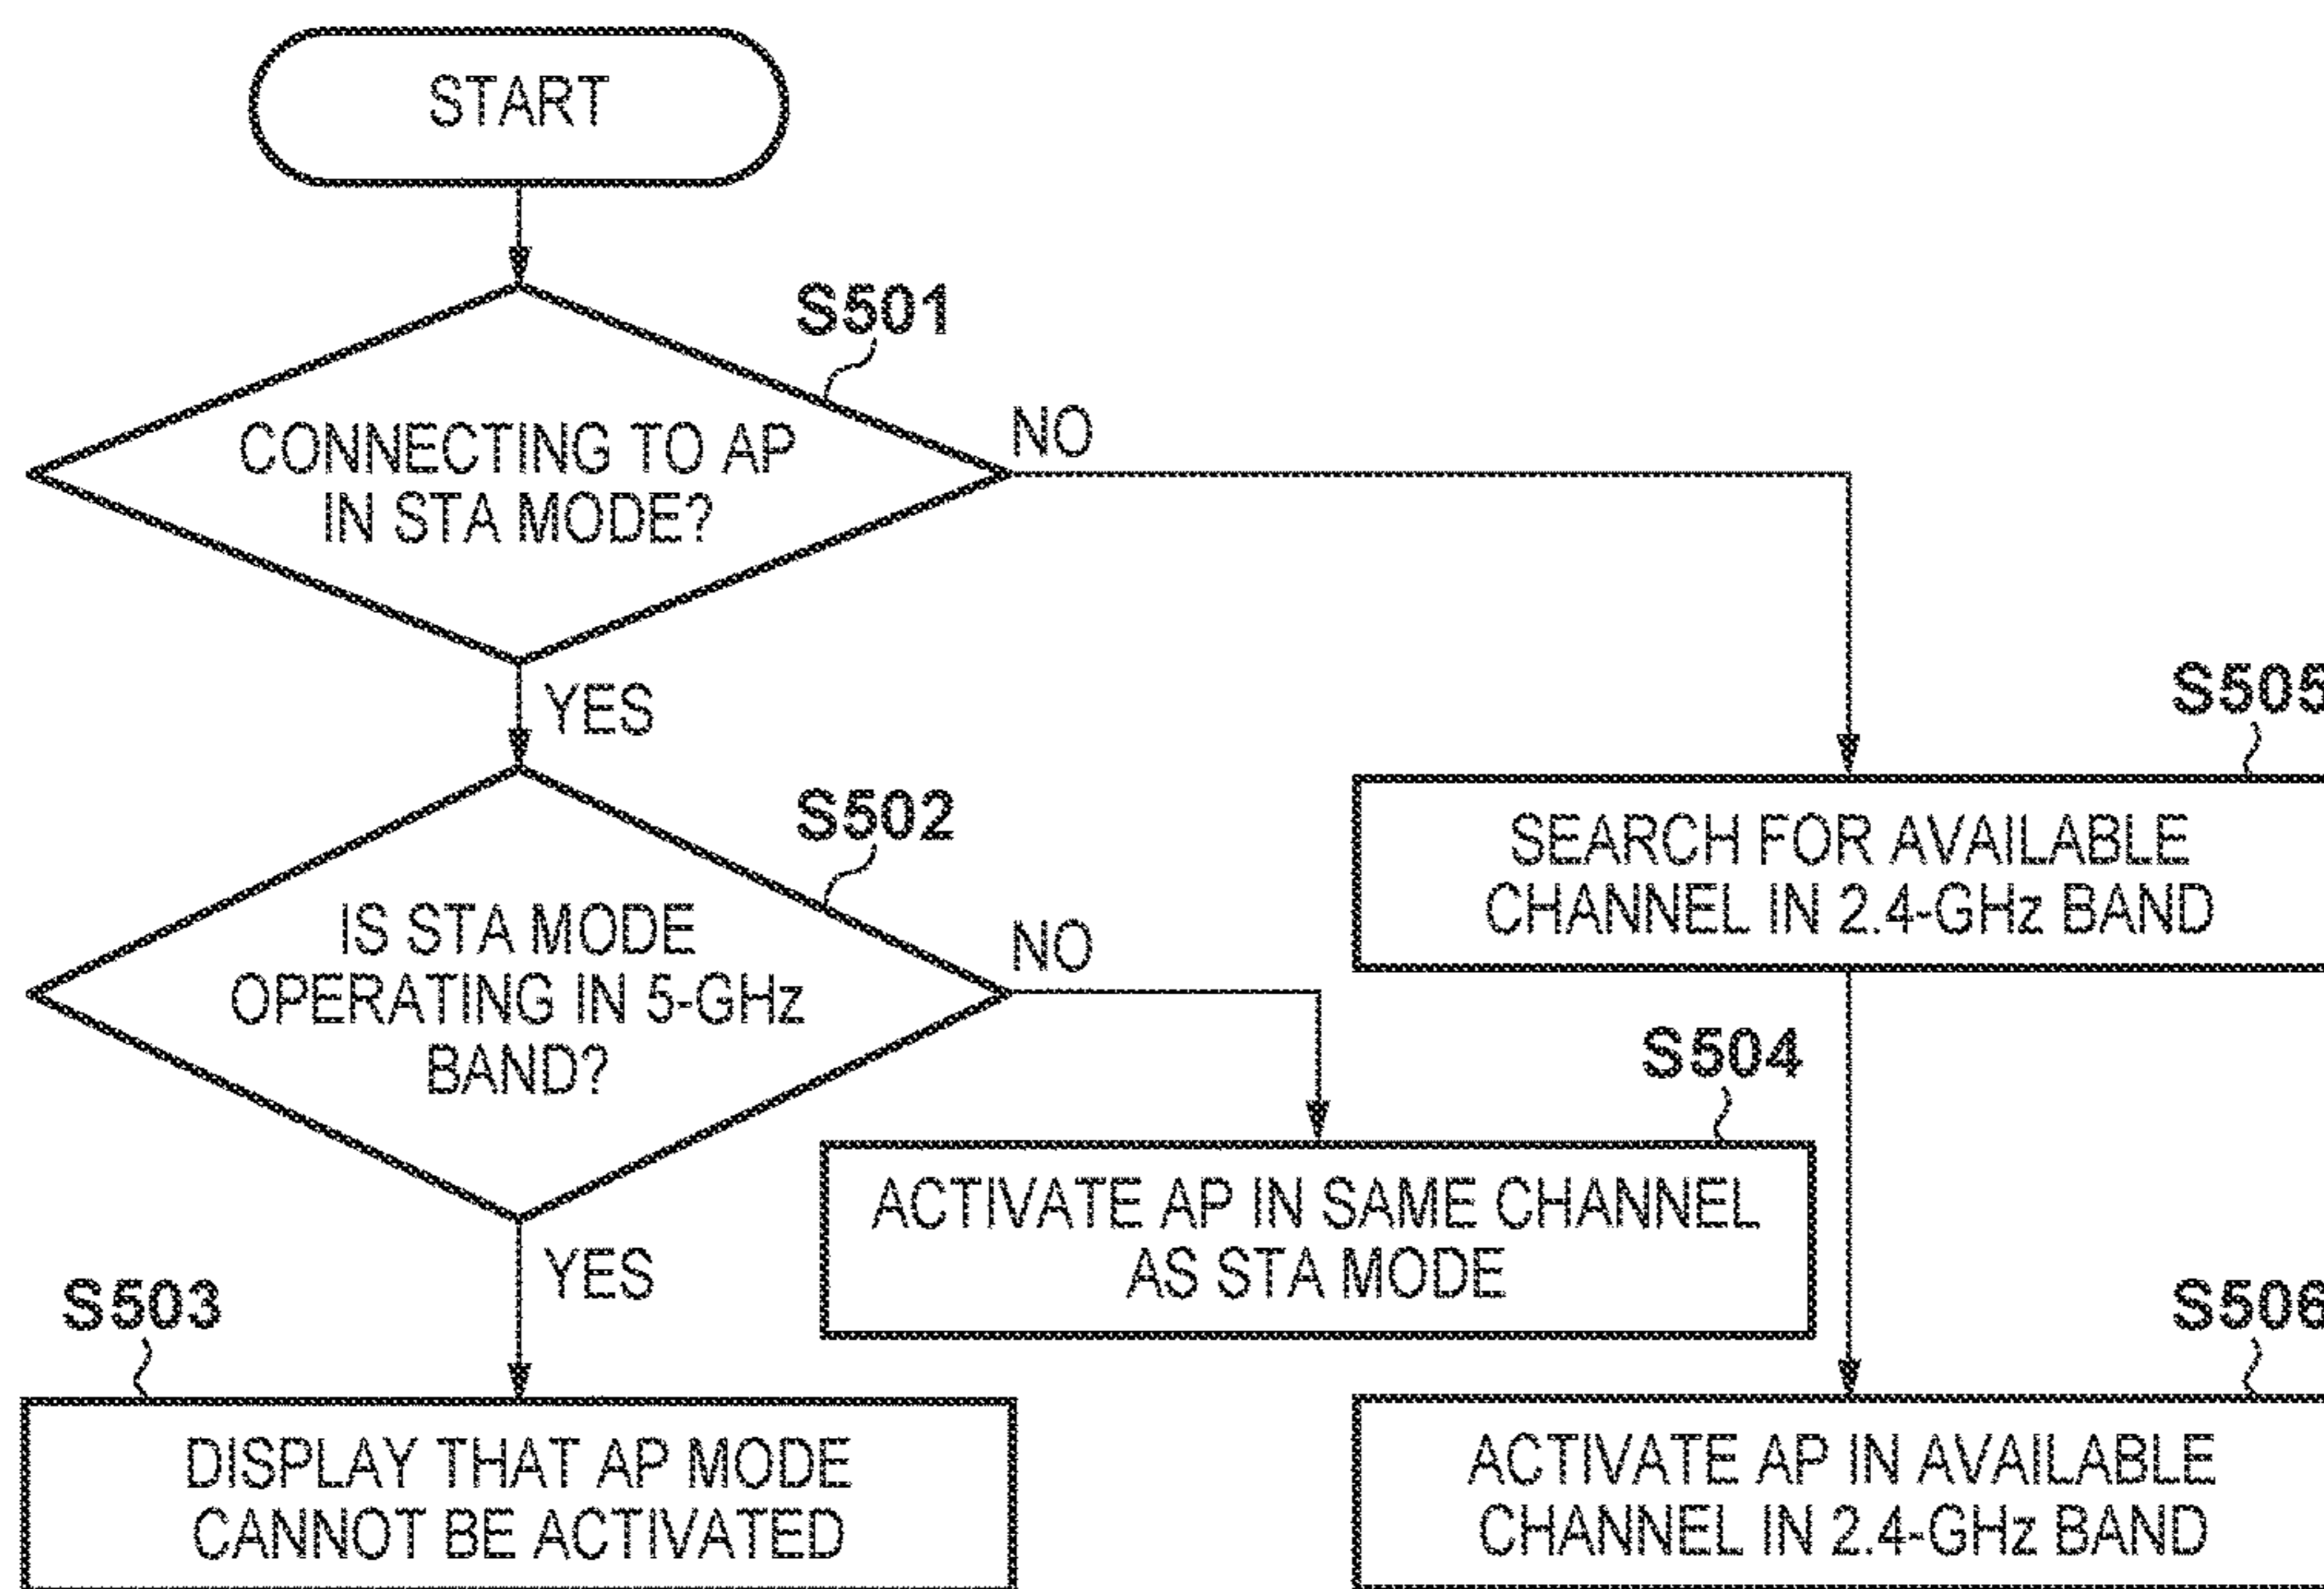 START
S501
CONNECTING TO AP
IN STA MODE?
NO
YES
S502
IS STA MODE
OPERATING IN 5-GHz
BAND?
NO
YES
S503
DISPLAY THAT AP MODE
CANNOT BE ACTIVATED
S504
ACTIVATE AP IN SAME CHANNEL
AS STA MODE
S505
SEARCH FOR AVAILABLE
CHANNEL IN 2.4-GHz BAND
S506
ACTIVATE AP IN AVAILABLE
CHANNEL IN 2.4-GHz BAND